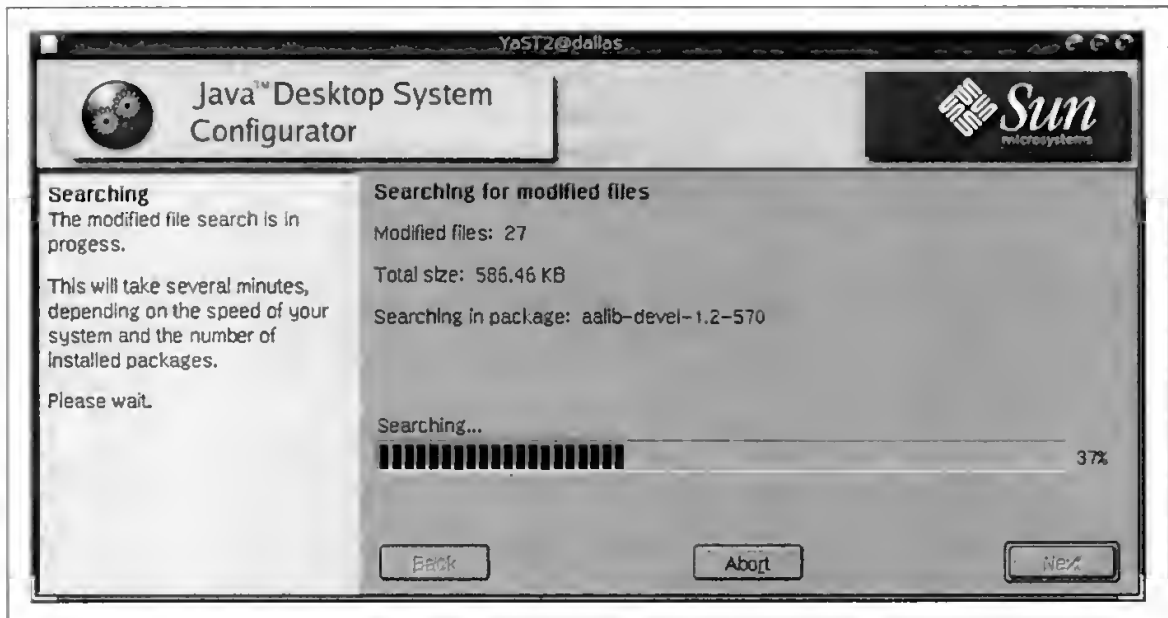 YaST2@dallas
Java™ Desktop System
Configurator
Sun
microsystems
Searching
The modified file search is in
progess.
This will take several minutes,
depending on the speed of your
system and the number of
installed packages.
Please wait.
Searching for modified files
Modified files: 27
Total size: 586.46 KB
Searching in package: aalib-devel-1.2-570
Searching...
37%
Back
Abort
Next